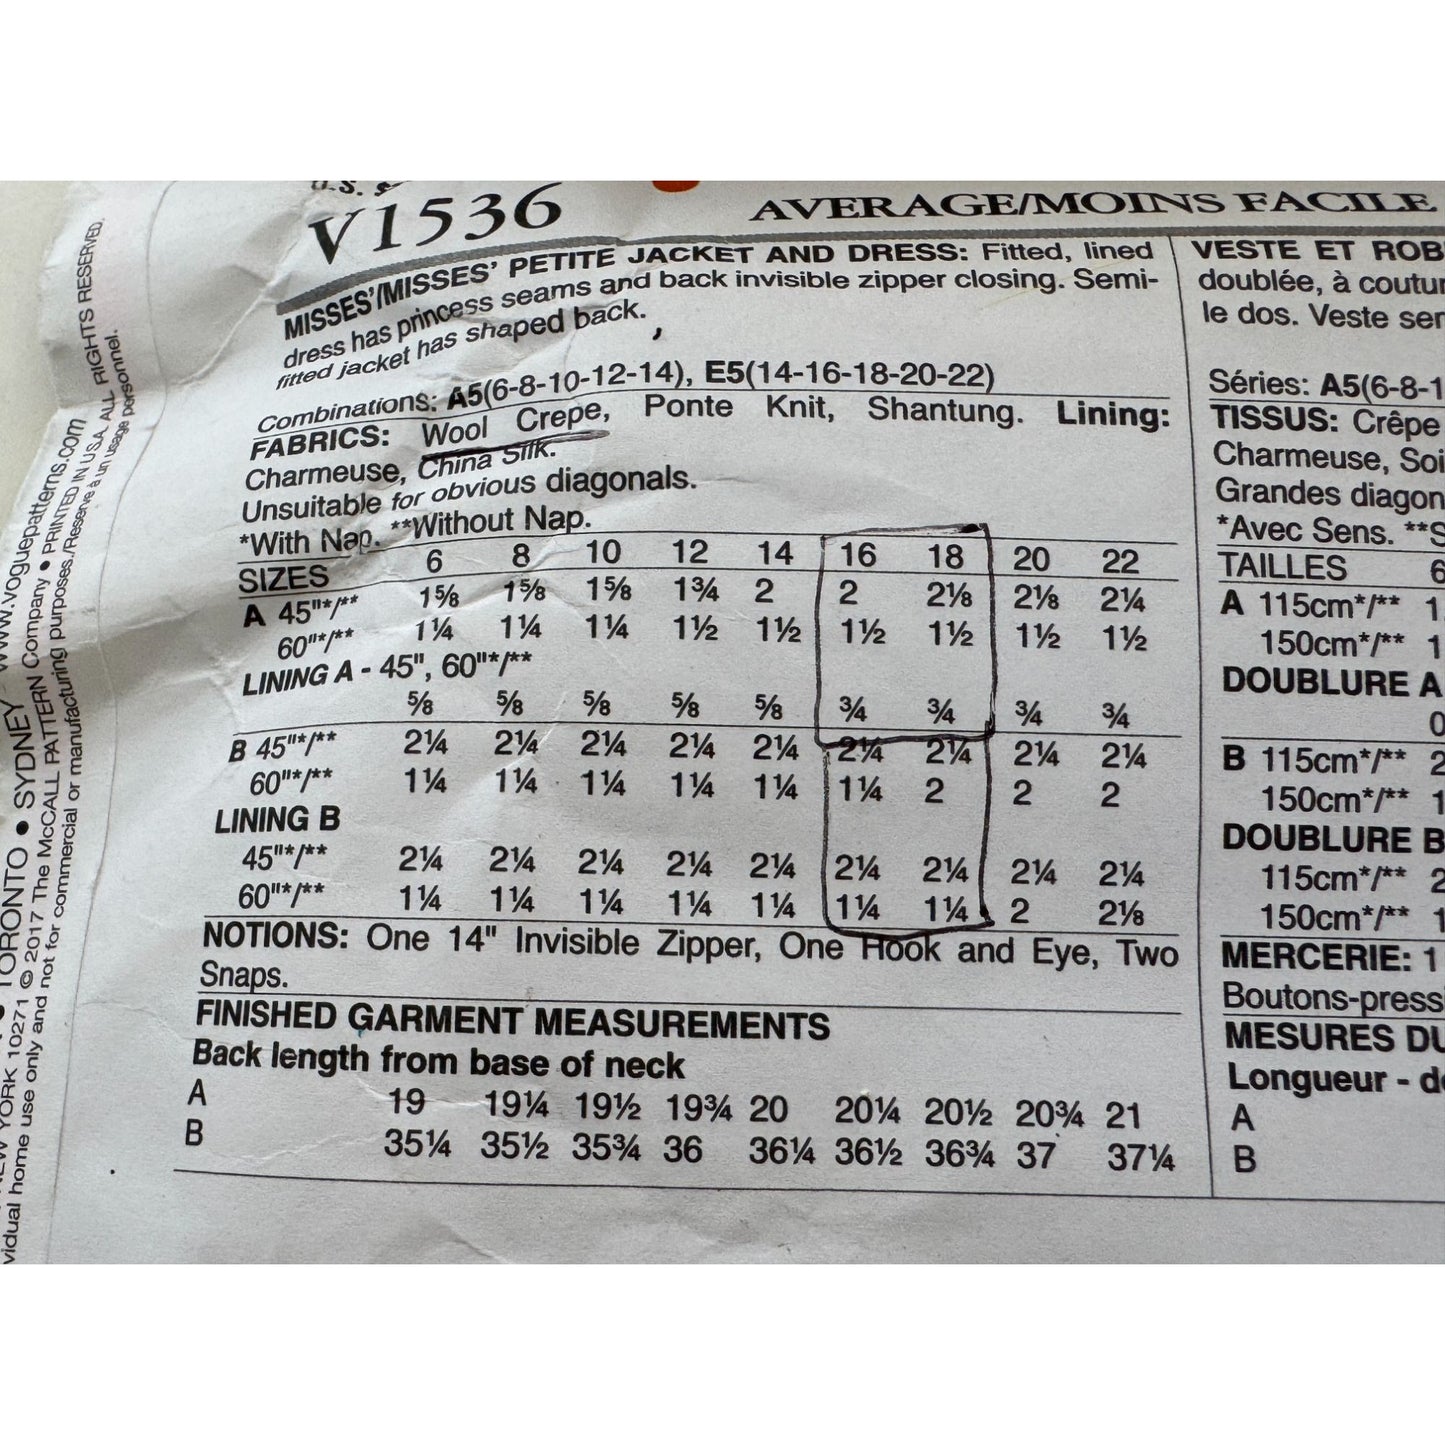 V1536
AVERAGE/MOINS FACILE
MISSES'/MISSES' PETITE JACKET AND DRESS: Fitted, lined
dress has princess seams and back invisible zipper closing. Semi-
fitted jacket has shaped back.
Combinations: A5(6-8-10-12-14), E5(14-16-18-20-22)
FABRICS: Wool Crepe, Ponte Knit, Shantung. Lining:
Charmeuse, China Silk.
Unsuitable for obvious diagonals.
*With Nap. **Without Nap.
SIZES 6 8 10 12 14 16 18 20 22
A 45"*/** 1⅝ 1⅝ 1⅝ 1¾ 2 2 2⅛ 2⅛ 2¼
60"*/** 1¼ 1¼ 1¼ 1½ 1½ 1½ 1½ 1½ 1½
LINING A - 45", 60"*/**
⅝ ⅝ ⅝ ⅝ ⅝ ¾ ¾ ¾ ¾
B 45"*/** 2¼ 2¼ 2¼ 2¼ 2¼ 2¼ 2¼ 2¼ 2¼
60"*/** 1¼ 1¼ 1¼ 1¼ 1¼ 1¼ 2 2 2
LINING B
45"*/** 2¼ 2¼ 2¼ 2¼ 2¼ 2¼ 2¼ 2¼ 2¼
60"*/** 1¼ 1¼ 1¼ 1¼ 1¼ 1¼ 1¼ 2 2⅛
NOTIONS: One 14" Invisible Zipper, One Hook and Eye, Two
Snaps.
FINISHED GARMENT MEASUREMENTS
Back length from base of neck
A 19 19¼ 19½ 19¾ 20 20¼ 20½ 20¾ 21
B 35¼ 35½ 35¾ 36 36¼ 36½ 36¾ 37 37¼
VESTE ET ROB
doublée, à coutur
le dos. Veste ser
Séries: A5(6-8-1
TISSUS: Crêpe
Charmeuse, Soi
Grandes diagon
*Avec Sens. **S
TAILLES 6
A 115cm*/** 1
150cm*/** 1
DOUBLURE A
0
B 115cm*/** 2
150cm*/** 1
DOUBLURE B
115cm*/** 2
150cm*/** 1
MERCERIE: 1
Boutons-press
MESURES DU
Longueur - de
A
B
TORONTO • SYDNEY www.voguepatterns.com
YORK 10271 © 2017 The McCALL PATTERN Company • PRINTED IN U.S.A. ALL RIGHTS RESERVED.
vidual home use only and not for commercial or manufacturing purposes./Reserve à un usage personnel.